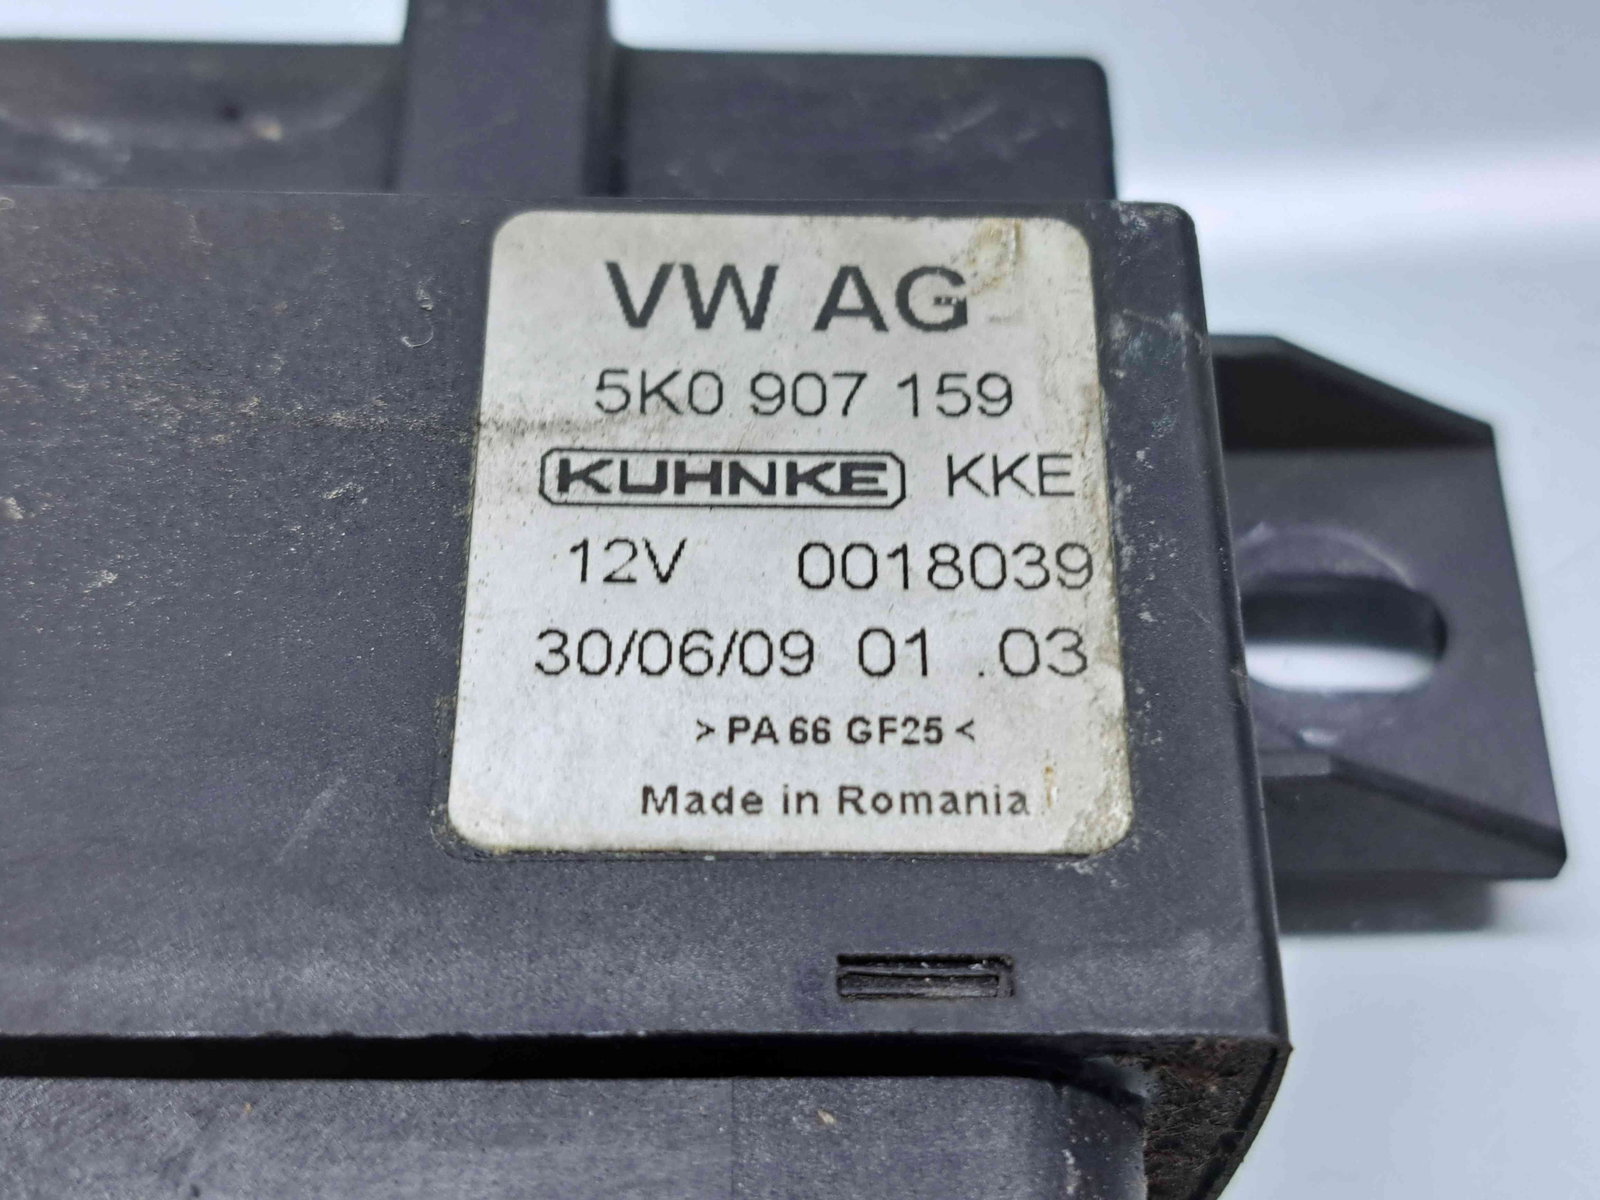 VW AG
5K0 907 159
KUHNKE KKE
12V 0018039
30/06/09 01 .03
>PA 66 GF25<
Made in Romania